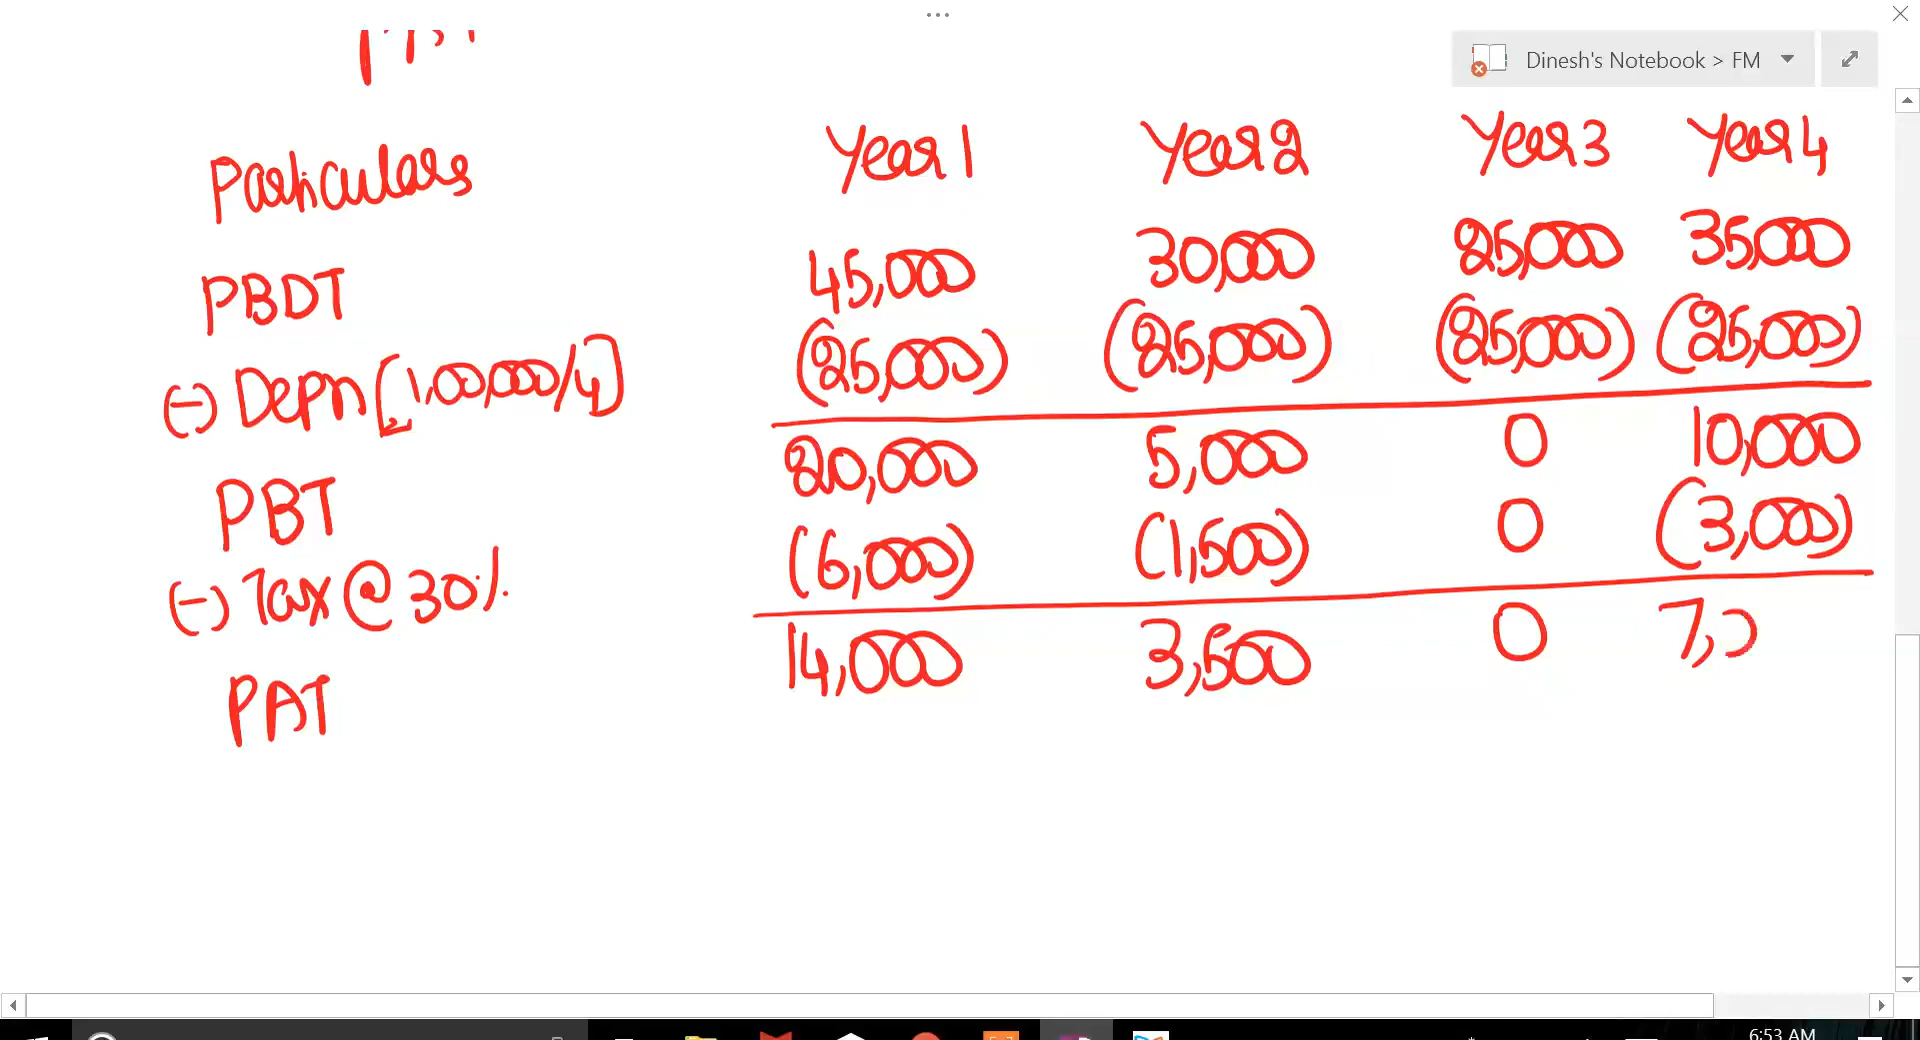 Dinesh's Notebook > FM
Particulars Year 1 Year 2 Year 3 Year 4
PBDT 45,000 30,000 25,000 35,000
(-) Depn [1,00,000/4] (25,000) (25,000) (25,000) (25,000)
PBT 20,000 5,000 0 10,000
(-) Tax @ 30% (6,000) (1,500) 0 (3,000)
PAT 14,000 3,500 0 7,0
6:53 AM